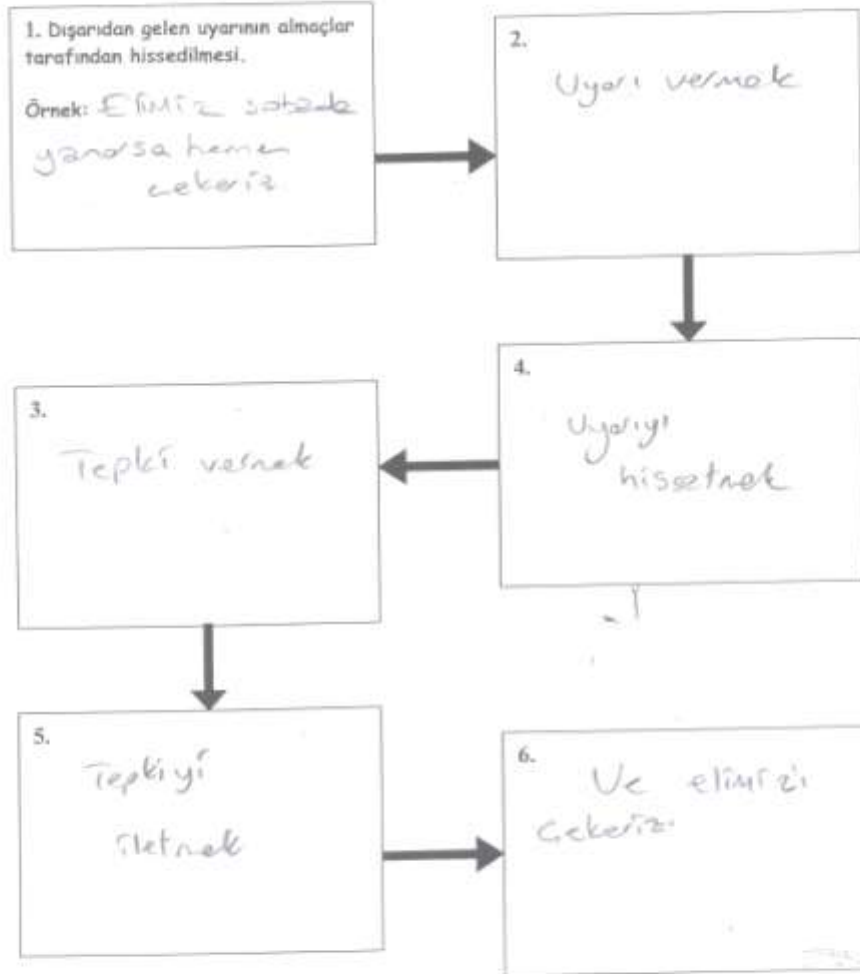 1. Dışarıdan gelen uyarının almaçlar
tarafından hissedilmesi.
Örnek: Elimiz sobada
yanarsa hemen
çekeriz
2.
Uyarı vermek
4.
Uyarıyı
hissetmek
3.
Tepki vermek
5.
Tepkiyi
iletmek
6.
Ve elimizi
çekeriz.